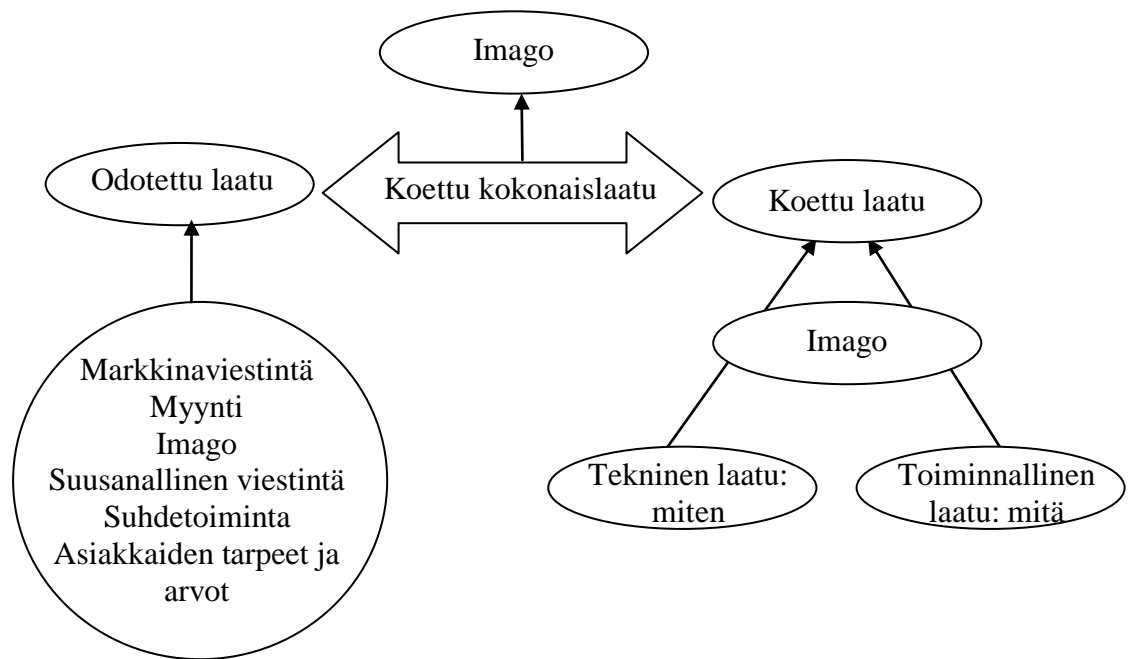 Imago
Odotettu laatu
Koettu kokonaislaatu
Koettu laatu
Markkinaviestintä
Myynti
Imago
Suusanallinen viestintä
Suhdetoiminta
Asiakkaiden tarpeet ja
arvot
Imago
Tekninen laatu:
miten
Toiminnallinen
laatu: mitä